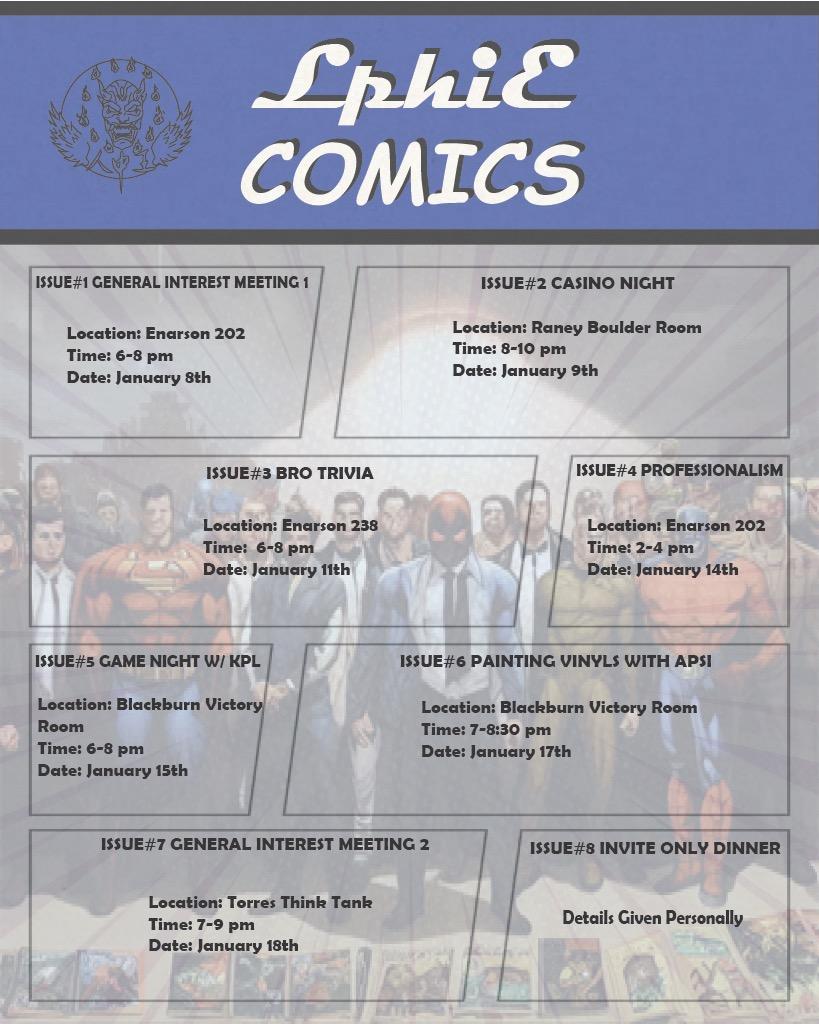 LphiE
COMICS
ISSUE#1 GENERAL INTEREST MEETING 1
Location: Enarson 202
Time: 6-8 pm
Date: January 8th
ISSUE#2 CASINO NIGHT
Location: Raney Boulder Room
Time: 8-10 pm
Date: January 9th
ISSUE#3 BRO TRIVIA
Location: Enarson 238
Time: 6-8 pm
Date: January 11th
ISSUE#4 PROFESSIONALISM
Location: Enarson 202
Time: 2-4 pm
Date: January 14th
ISSUE#5 GAME NIGHT W/ KPL
Location: Blackburn Victory
Room
Time: 6-8 pm
Date: January 15th
ISSUE#6 PAINTING VINYLS WITH APSI
Location: Blackburn Victory Room
Time: 7-8:30 pm
Date: January 17th
ISSUE#7 GENERAL INTEREST MEETING 2
Location: Torres Think Tank
Time: 7-9 pm
Date: January 18th
ISSUE#8 INVITE ONLY DINNER
Details Given Personally